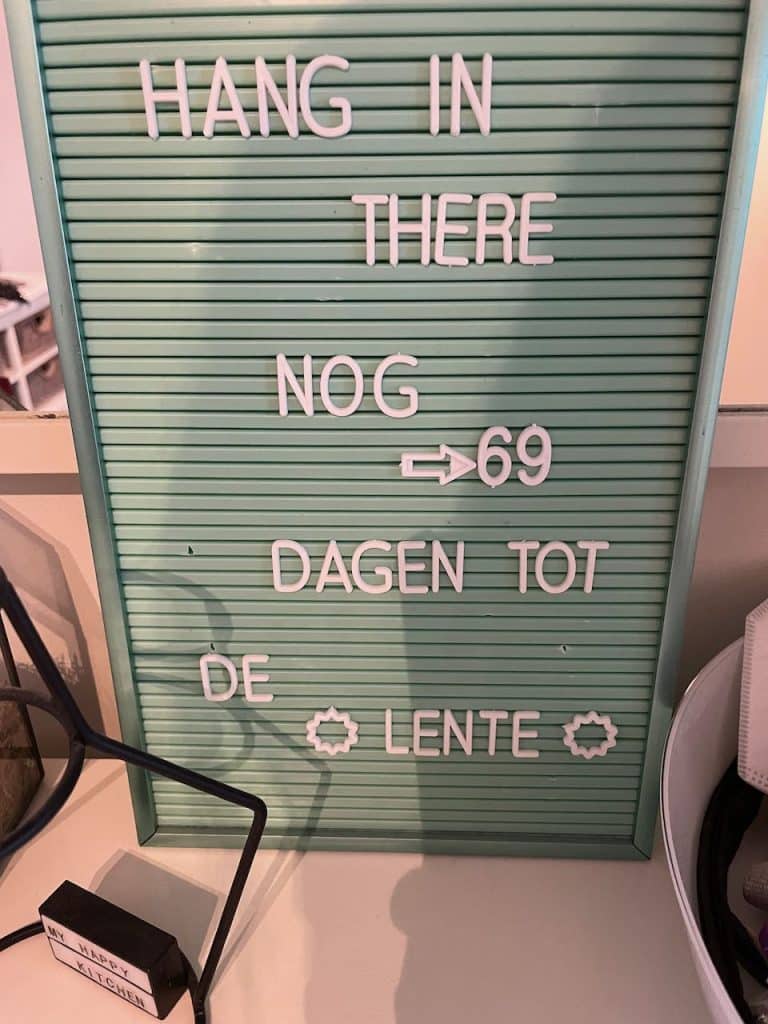 HANG IN
THERE
NOG
69
DAGEN TOT
DE
LENTE
MY HAPPY
KITCHEN